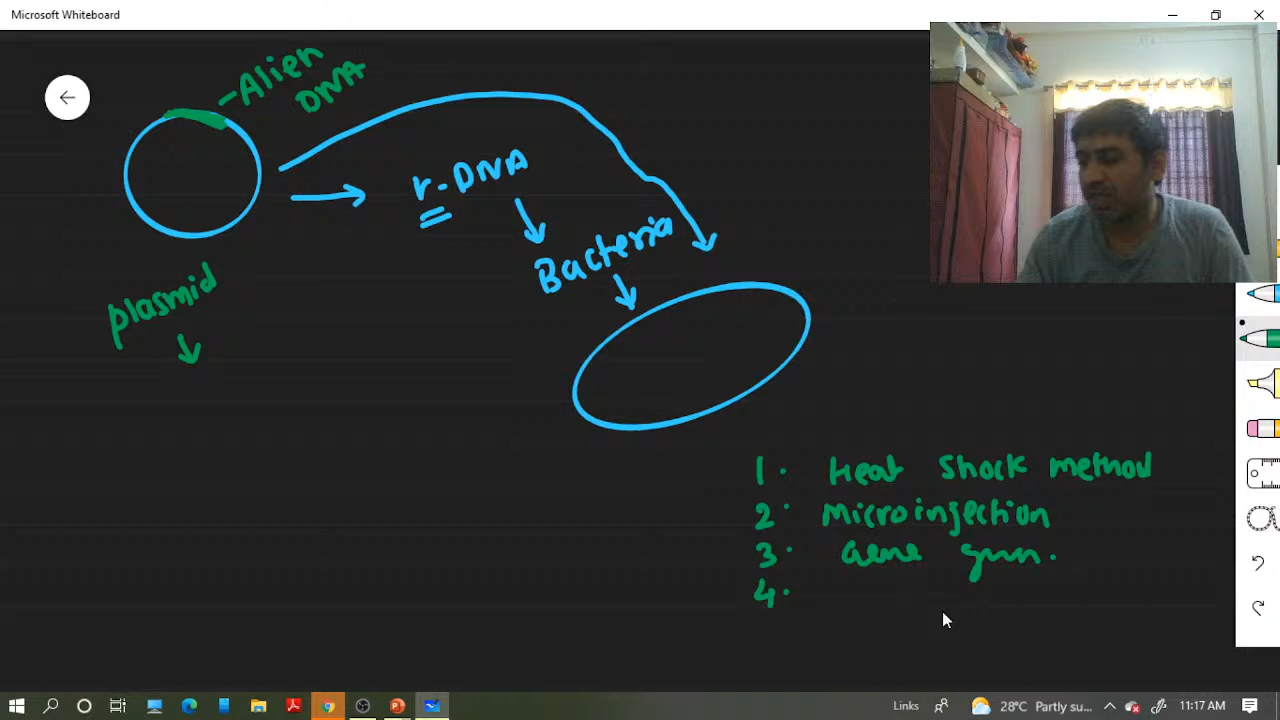 Microsoft Whiteboard
-Alien
DNA
r-DNA
Bacteria
plasmid
1. Heat shock method
2. Microinjection
3. Gene gun.
4.
Links
28°C Partly su...
11:17 AM